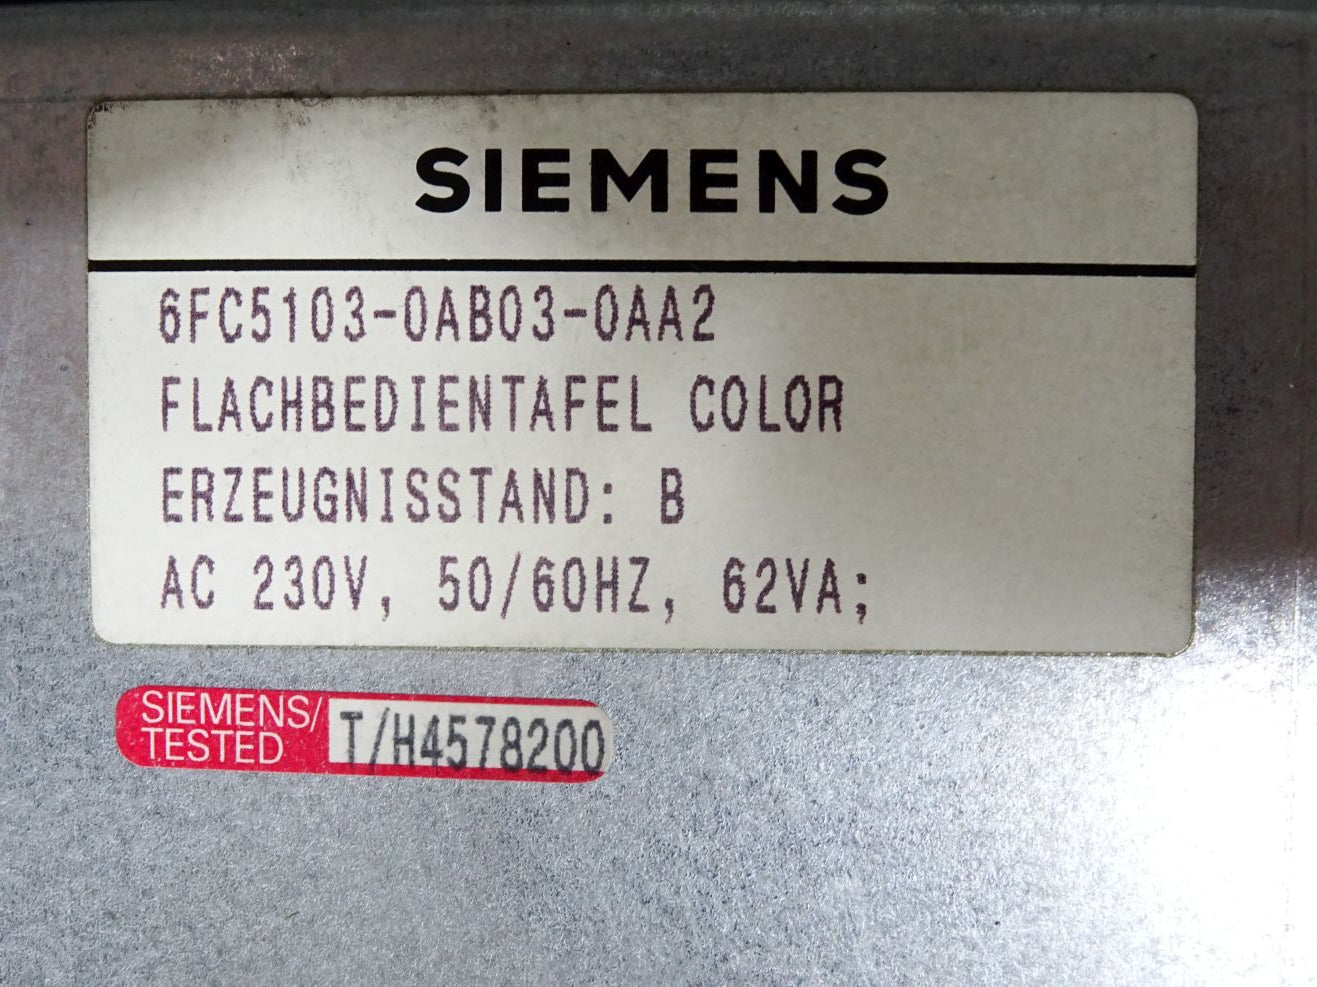 SIEMENS
6FC5103-0AB03-0AA2
FLACHBEDIENTAFEL COLOR
ERZEUGNISSTAND: B
AC 230V, 50/60HZ, 62VA;
SIEMENS/
TESTED
T/H4578200